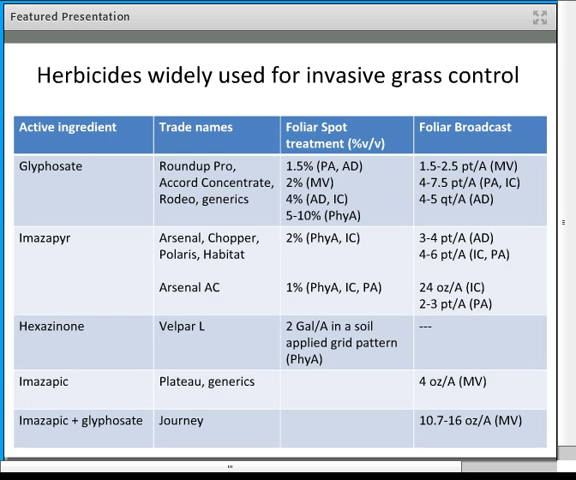 Featured Presentation
Herbicides widely used for invasive grass control
Active ingredient
Trade names
Foliar Spot
treatment (%v/v)
Foliar Broadcast
Glyphosate
Roundup Pro,
Accord Concentrate,
Rodeo, generics
1.5% (PA, AD)
2% (MV)
4% (AD, IC)
5-10% (PhyA)
1.5-2.5 pt/A (MV)
4-7.5 pt/A (PA, IC)
4-5 qt/A (AD)
Imazapyr
Arsenal, Chopper,
Polaris, Habitat
2% (PhyA, IC)
3-4 pt/A (AD)
4-6 pt/A (IC, PA)
Arsenal AC
1% (PhyA, IC, PA)
24 oz/A (IC)
2-3 pt/A (PA)
Hexazinone
Velpar L
2 Gal/A in a soil
applied grid pattern
(PhyA)
---
Imazapic
Plateau, generics
4 oz/A (MV)
Imazapic + glyphosate
Journey
10.7-16 oz/A (MV)